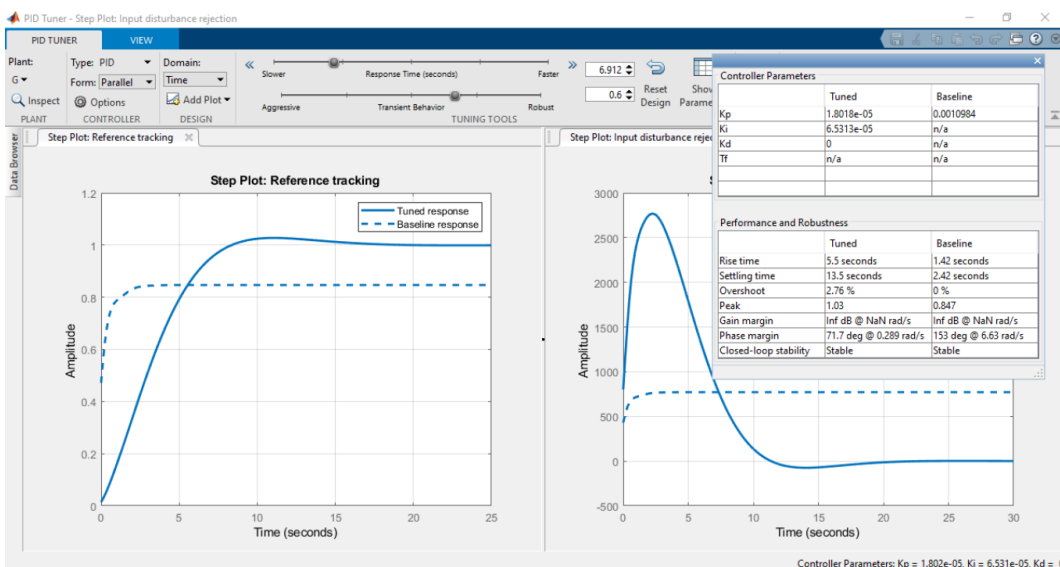 PID Tuner - Step Plot: Input disturbance rejection
PID TUNER
VIEW
Plant:
G
Inspect
PLANT
Type: PID
Form: Parallel
Options
CONTROLLER
Domain:
Time
Add Plot
DESIGN
Slower
Response Time (seconds)
Faster
6.912
Aggressive
Transient Behavior
Robust
0.6
TUNING TOOLS
Reset
Design
Show
Parame
Data Browser
Step Plot: Reference tracking
Step Plot: Input disturbance rejec
Step Plot: Reference tracking
Tuned response
Baseline response
Amplitude
1.2
1
0.8
0.6
0.4
0.2
0
0 5 10 15 20 25
Time (seconds)
Amplitude
3000
2500
2000
1500
1000
500
0
-500
0 5 10 15 20 25 30
Time (seconds)
Controller Parameters
Tuned Baseline
Kp 1.8018e-05 0.0010984
Ki 6.5313e-05 n/a
Kd 0 n/a
Tf n/a n/a
Performance and Robustness
Tuned Baseline
Rise time 5.5 seconds 1.42 seconds
Settling time 13.5 seconds 2.42 seconds
Overshoot 2.76 % 0 %
Peak 1.03 0.847
Gain margin Inf dB @ NaN rad/s Inf dB @ NaN rad/s
Phase margin 71.7 deg @ 0.289 rad/s 153 deg @ 6.63 rad/s
Closed-loop stability Stable Stable
Controller Parameters: Kp = 1.802e-05, Ki = 6.531e-05, Kd =